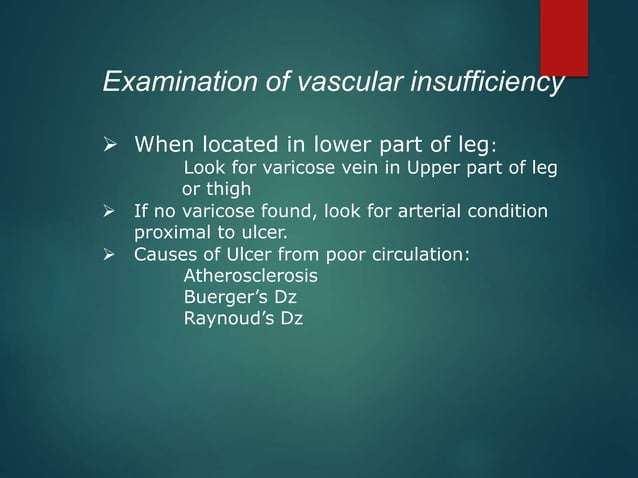 Examination of vascular insufficiency
➢ When located in lower part of leg:
Look for varicose vein in Upper part of leg
or thigh
➢ If no varicose found, look for arterial condition
proximal to ulcer.
➢ Causes of Ulcer from poor circulation:
Atherosclerosis
Buerger’s Dz
Raynoud’s Dz